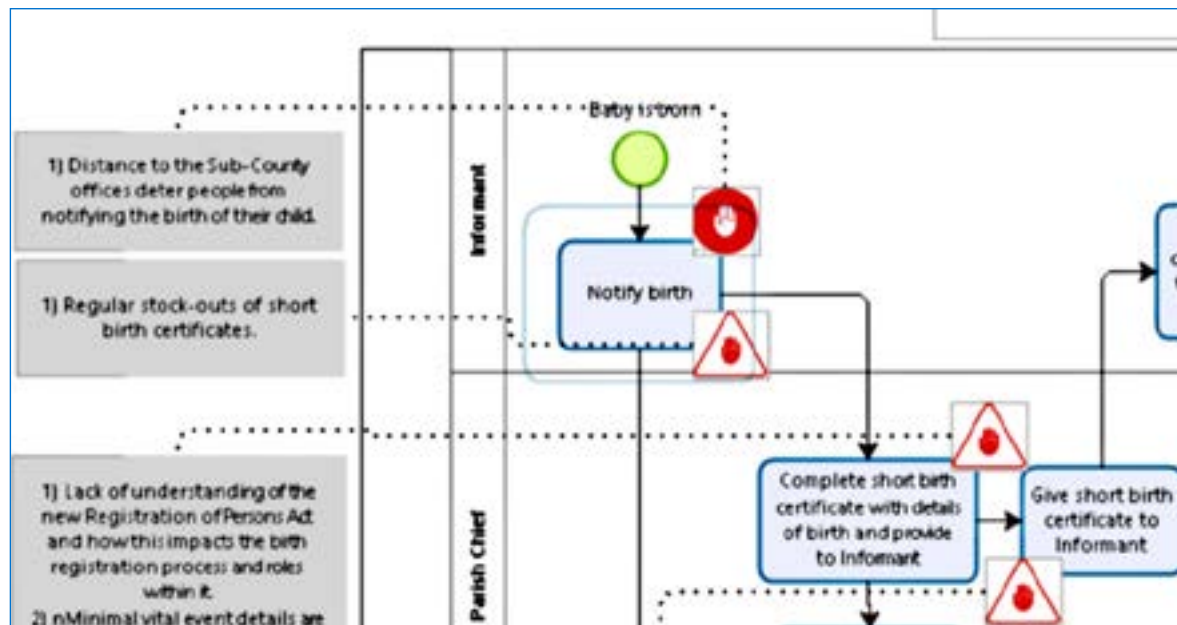 Baby is born
1) Distance to the Sub-County
offices deter people from
notifying the birth of their child.
Informant
Notify birth
1) Regular stock-outs of short
birth certificates.
1) Lack of understanding of the
new Registration of Persons Act
and how this impacts the birth
registration process and roles
within it.
2) nMinimal vital event details are
Parish Chief
Complete short birth
certificate with details
of birth and provide
to Informant
Give short birth
certificate to
Informant